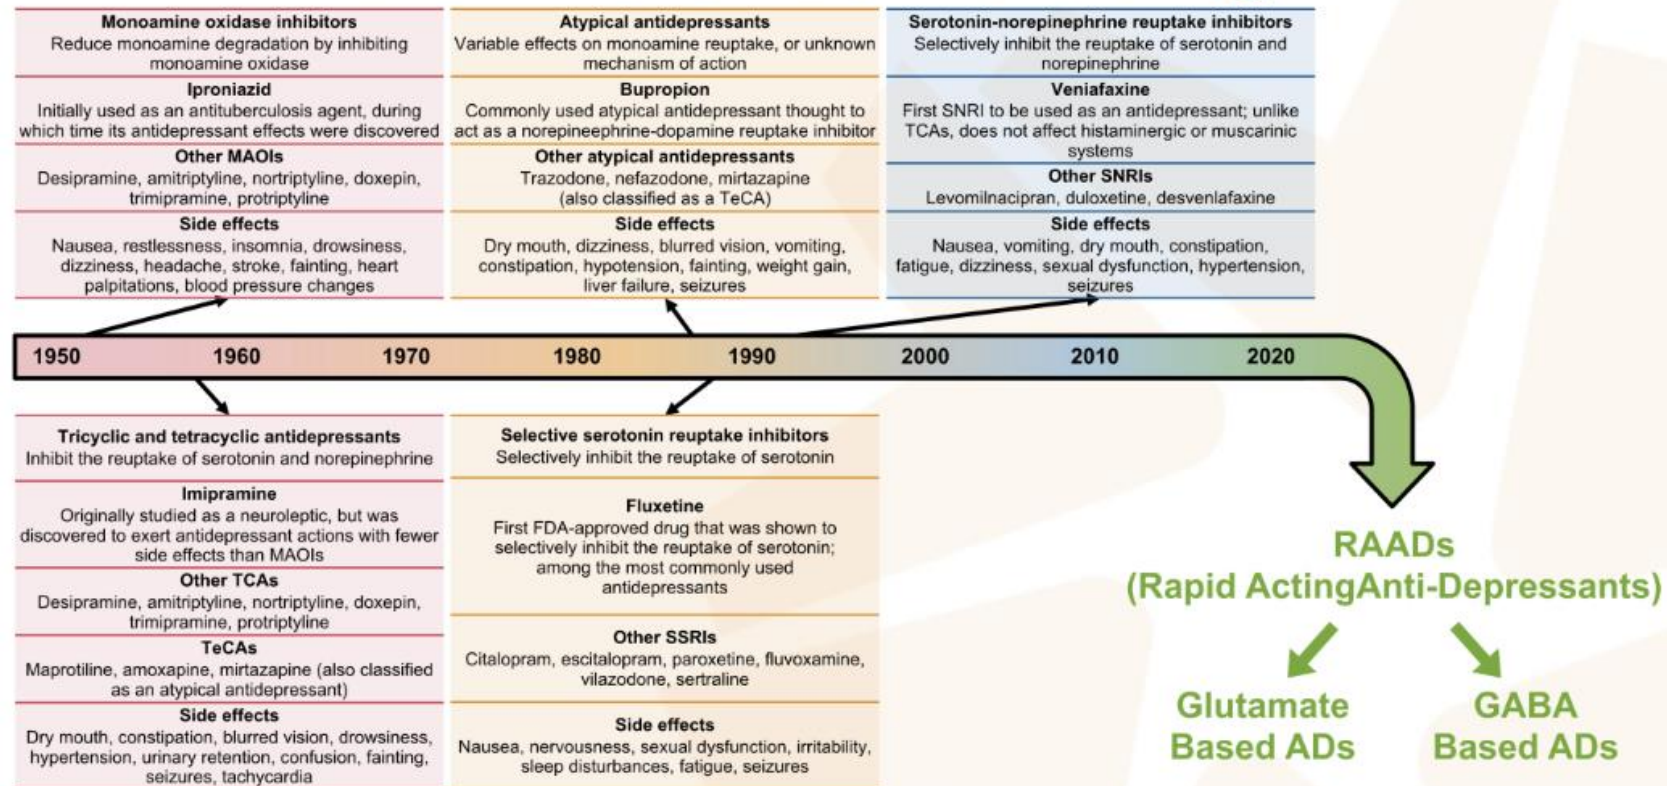 Monoamine oxidase inhibitors
Reduce monoamine degradation by inhibiting
monoamine oxidase
Iproniazid
Initially used as an antituberculosis agent, during
which time its antidepressant effects were discovered
Other MAOIs
Desipramine, amitriptyline, nortriptyline, doxepin,
trimipramine, protriptyline
Side effects
Nausea, restlessness, insomnia, drowsiness,
dizziness, headache, stroke, fainting, heart
palpitations, blood pressure changes
Atypical antidepressants
Variable effects on monoamine reuptake, or unknown
mechanism of action
Bupropion
Commonly used atypical antidepressant thought to
act as a norepineephrine-dopamine reuptake inhibitor
Other atypical antidepressants
Trazodone, nefazodone, mirtazapine
(also classified as a TeCA)
Side effects
Dry mouth, dizziness, blurred vision, vomiting,
constipation, hypotension, fainting, weight gain,
liver failure, seizures
Serotonin-norepinephrine reuptake inhibitors
Selectively inhibit the reuptake of serotonin and
norepinephrine
Veniafaxine
First SNRI to be used as an antidepressant; unlike
TCAs, does not affect histaminergic or muscarinic
systems
Other SNRIs
Levomilnacipran, duloxetine, desvenlafaxine
Side effects
Nausea, vomiting, dry mouth, constipation,
fatigue, dizziness, sexual dysfunction, hypertension,
seizures
1950 1960 1970 1980 1990 2000 2010 2020
Tricyclic and tetracyclic antidepressants
Inhibit the reuptake of serotonin and norepinephrine
Imipramine
Originally studied as a neuroleptic, but was
discovered to exert antidepressant actions with fewer
side effects than MAOIs
Other TCAs
Desipramine, amitriptyline, nortriptyline, doxepin,
trimipramine, protriptyline
TeCAs
Maprotiline, amoxapine, mirtazapine (also classified
as an atypical antidepressant)
Side effects
Dry mouth, constipation, blurred vision, drowsiness,
hypertension, urinary retention, confusion, fainting,
seizures, tachycardia
Selective serotonin reuptake inhibitors
Selectively inhibit the reuptake of serotonin
Fluxetine
First FDA-approved drug that was shown to
selectively inhibit the reuptake of serotonin;
among the most commonly used
antidepressants
Other SSRIs
Citalopram, escitalopram, paroxetine, fluvoxamine,
vilazodone, sertraline
Side effects
Nausea, nervousness, sexual dysfunction, irritability,
sleep disturbances, fatigue, seizures
RAADs
(Rapid ActingAnti-Depressants)
Glutamate
Based ADs
GABA
Based ADs